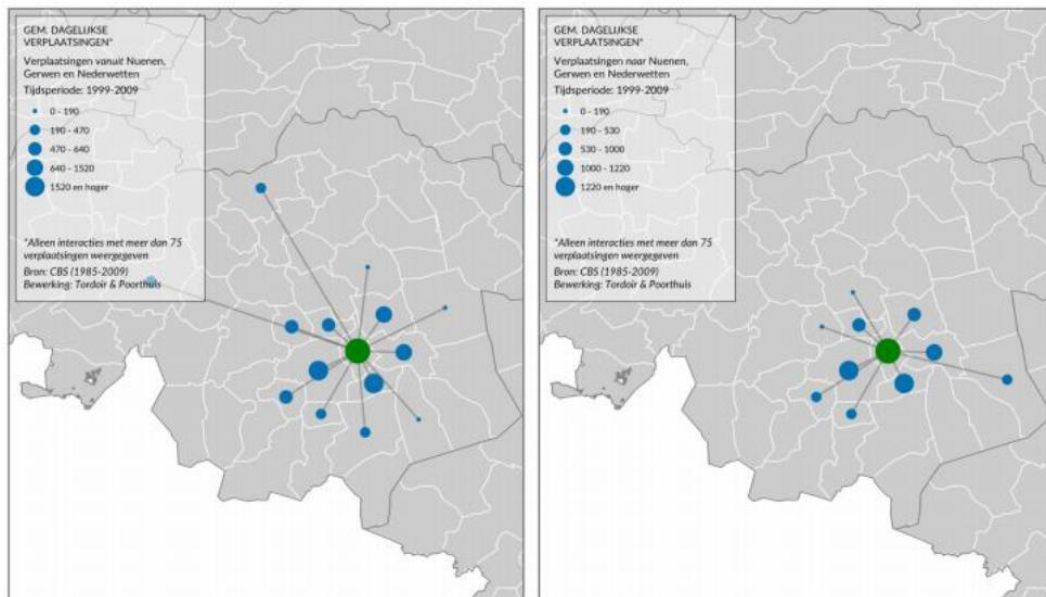 GEM. DAGELIJKSE
VERPLAATSINGEN*
Verplaatsingen vanuit Nuenen,
Gerwen en Nederwetten
Tijdsperiode: 1999-2009
0 - 190
190 - 470
470 - 640
640 - 1520
1520 en hoger
*Alleen interacties met meer dan 75
verplaatsingen weergegeven
Bron: CBS (1985-2009)
Bewerking: Tordoir & Poorthuis
GEM. DAGELIJKSE
VERPLAATSINGEN*
Verplaatsingen naar Nuenen,
Gerwen en Nederwetten
Tijdsperiode: 1999-2009
0 - 190
190 - 530
530 - 1000
1000 - 1220
1220 en hoger
*Alleen interacties met meer dan 75
verplaatsingen weergegeven
Bron: CBS (1985-2009)
Bewerking: Tordoir & Poorthuis